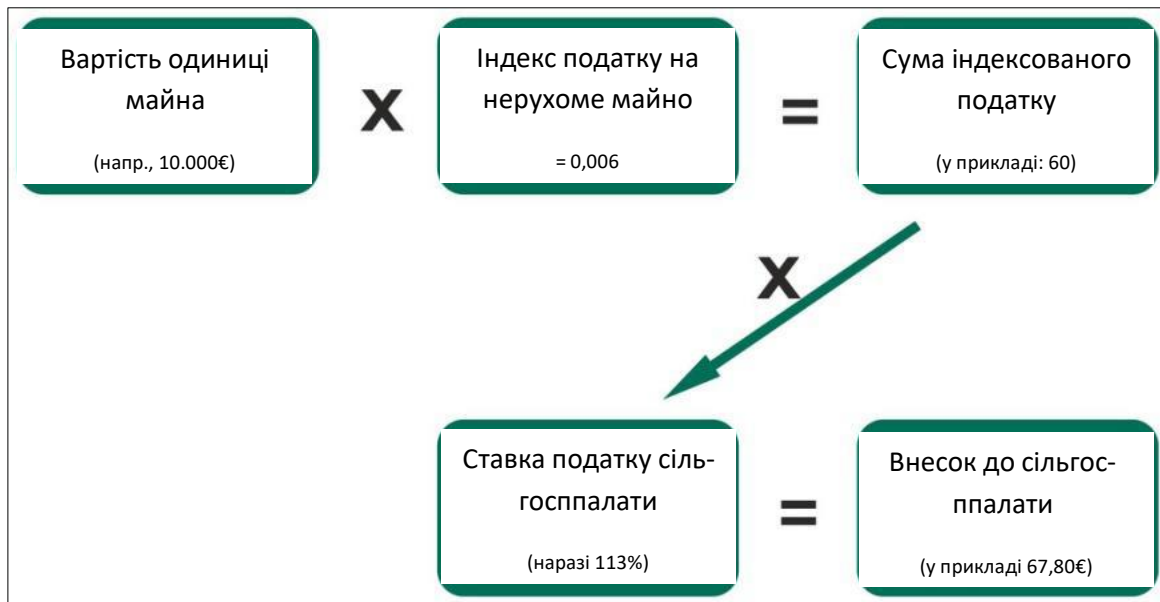 Вартість одиниці
майна
(напр., 10.000€)
X
Індекс податку на
нерухоме майно
= 0,006
=
Сума індексованого
податку
(у прикладі: 60)
X
Ставка податку сіль-
госппалати
(наразі 113%)
=
Внесок до сільгос-
ппалати
(у прикладі 67,80€)